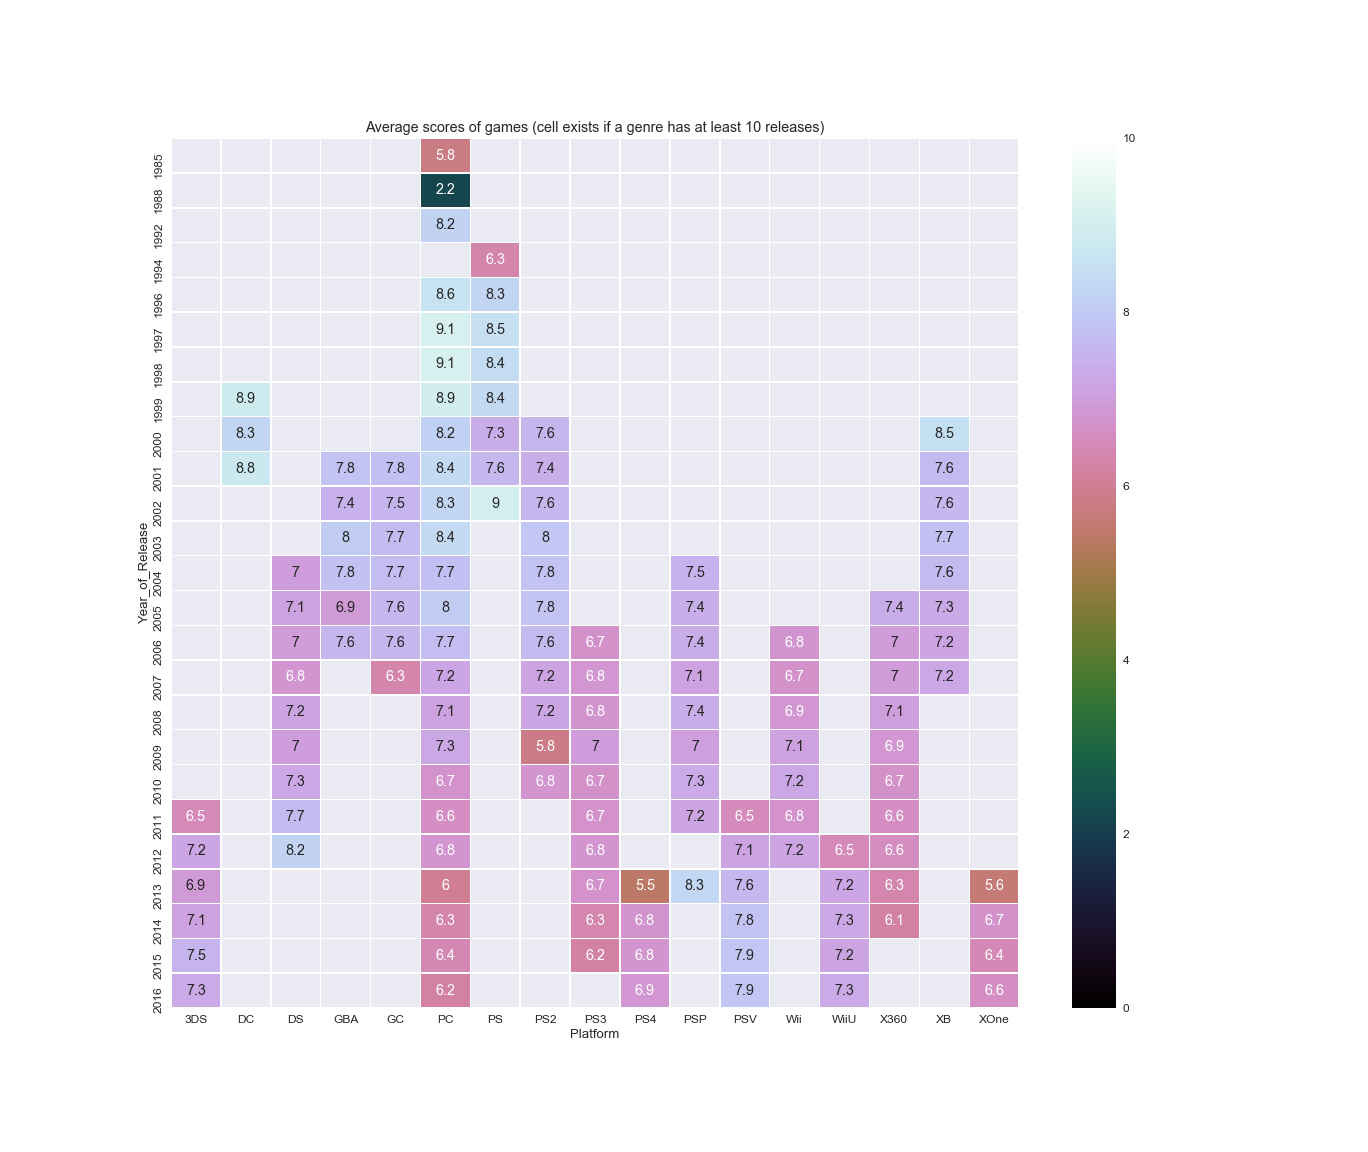 Average scores of games (cell exists if a genre has at least 10 releases)
Year_of_Release
1985 5.8
1988 2.2
1992 8.2
1994 6.3
1996 8.6 8.3
1997 9.1 8.5
1998 9.1 8.4
1999 8.9 8.9 8.4
2000 8.3 8.2 7.3 7.6 8.5
2001 8.8 7.8 7.8 8.4 7.6 7.4 7.6
2002 7.4 7.5 8.3 9 7.6 7.6
2003 8 7.7 8.4 8 7.7
2004 7 7.8 7.7 7.7 7.8 7.5 7.6
2005 7.1 6.9 7.6 8 7.8 7.4 7.4 7.3
2006 7 7.6 7.6 7.7 7.6 6.7 7.4 6.8 7 7.2
2007 6.8 6.3 7.2 7.2 6.8 7.1 6.7 7 7.2
2008 7.2 7.1 7.2 6.8 7.4 6.9 7.1
2009 7 7.3 5.8 7 7 7.1 6.9
2010 7.3 6.7 6.8 6.7 7.3 7.2 6.7
2011 6.5 7.7 6.6 6.7 7.2 6.5 6.8 6.6
2012 7.2 8.2 6.8 6.8 7.1 7.2 6.5 6.6
2013 6.9 6 6.7 5.5 8.3 7.6 7.2 6.3 5.6
2014 7.1 6.3 6.3 6.8 7.8 7.3 6.1 6.7
2015 7.5 6.4 6.2 6.8 7.9 7.2 6.4
2016 7.3 6.2 6.9 7.9 7.3 6.6
3DS DC DS GBA GC PC PS PS2 PS3 PS4 PSP PSV Wii WiiU X360 XB XOne
Platform
10
8
6
4
2
0